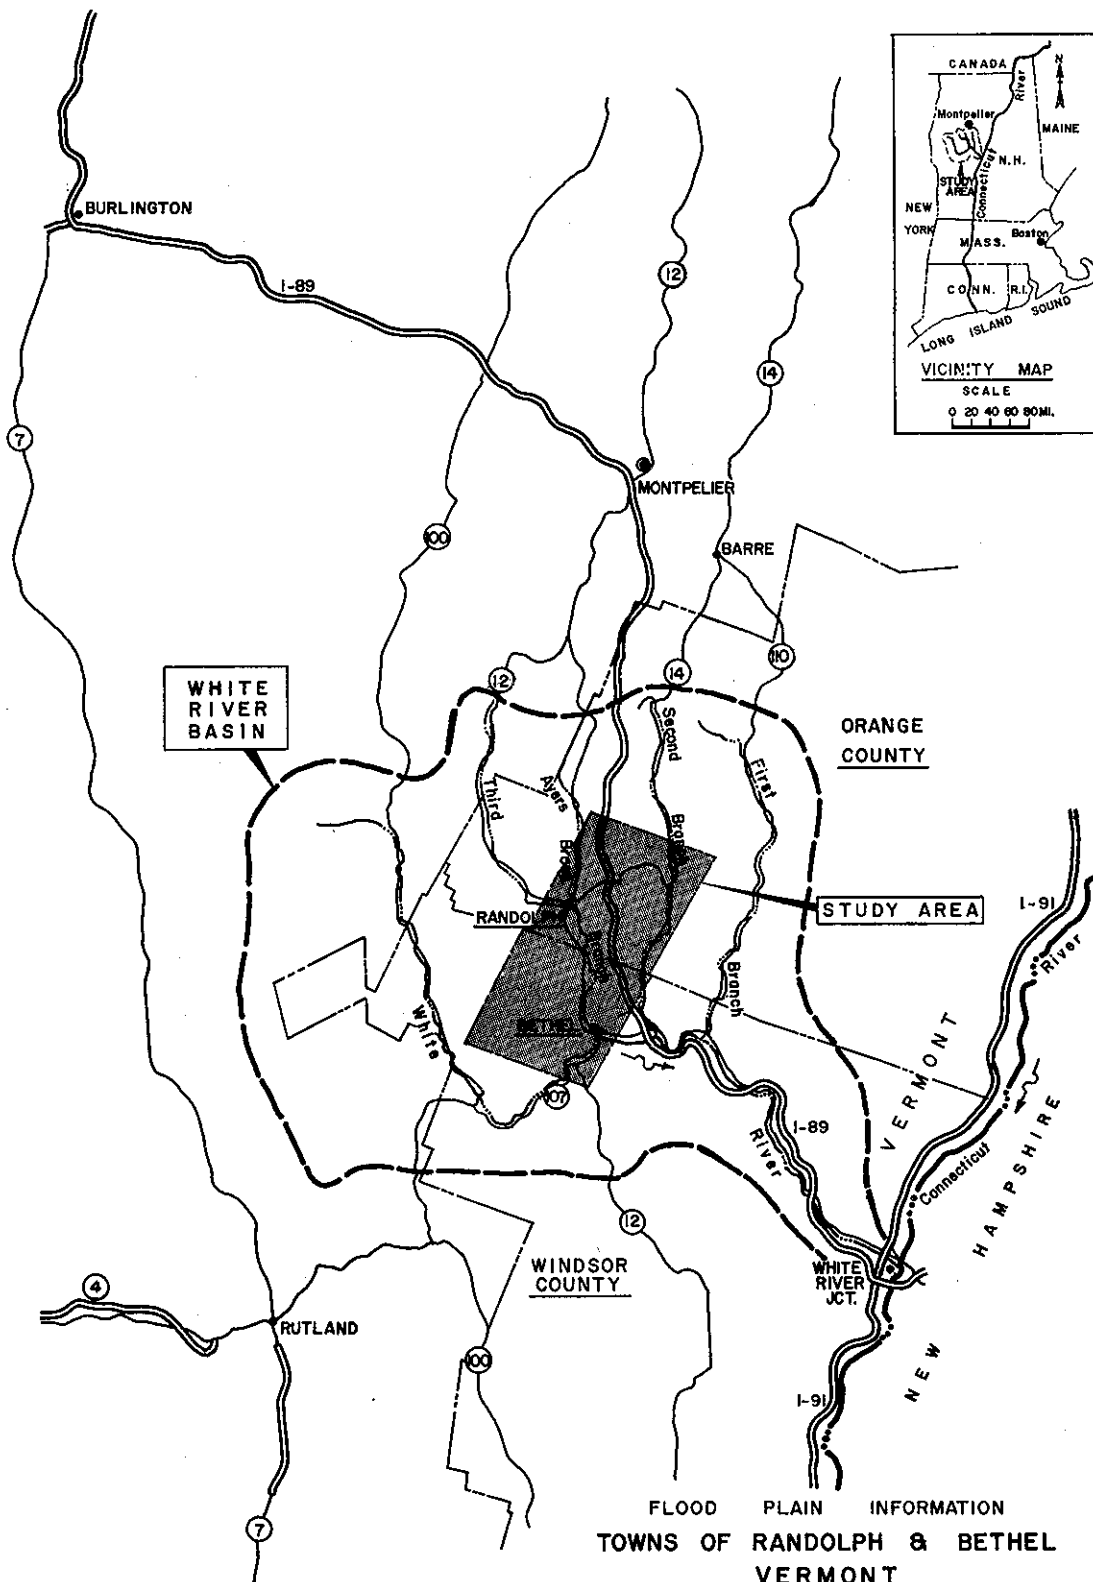 CANADA
River
N
Montpelier
MAINE
N.H.
STUDY
AREA
Connecticut
NEW
YORK
MASS.
Boston
CONN.
R.I.
LONG ISLAND SOUND
VICINITY MAP
SCALE
0 20 40 60 80 MI.
BURLINGTON
I-89
12
14
7
MONTPELIER
100
BARRE
110
12
14
WHITE
RIVER
BASIN
ORANGE
COUNTY
Second
Branch
First
Branch
Ayers
Brook
Third
Branch
RANDOLPH
STUDY AREA
I-91
River
BETHEL
White
107
VERMONT
I-89
River
Connecticut
NEW HAMPSHIRE
12
WINDSOR
COUNTY
WHITE
RIVER
JCT.
4
RUTLAND
100
I-91
7
FLOOD PLAIN INFORMATION
TOWNS OF RANDOLPH & BETHEL
VERMONT